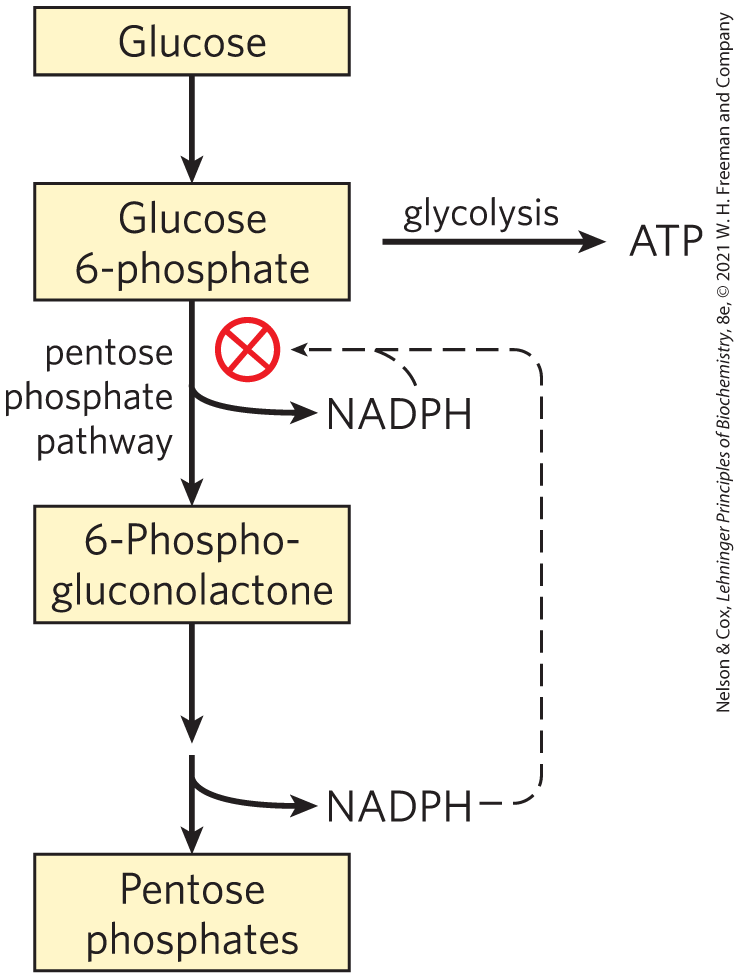 Glucose
Glucose
6-phosphate
glycolysis
ATP
pentose
phosphate
pathway
NADPH
6-Phospho-
gluconolactone
NADPH
Pentose
phosphates
Nelson & Cox, Lehninger Principles of Biochemistry, 8e, © 2021 W. H. Freeman and Company